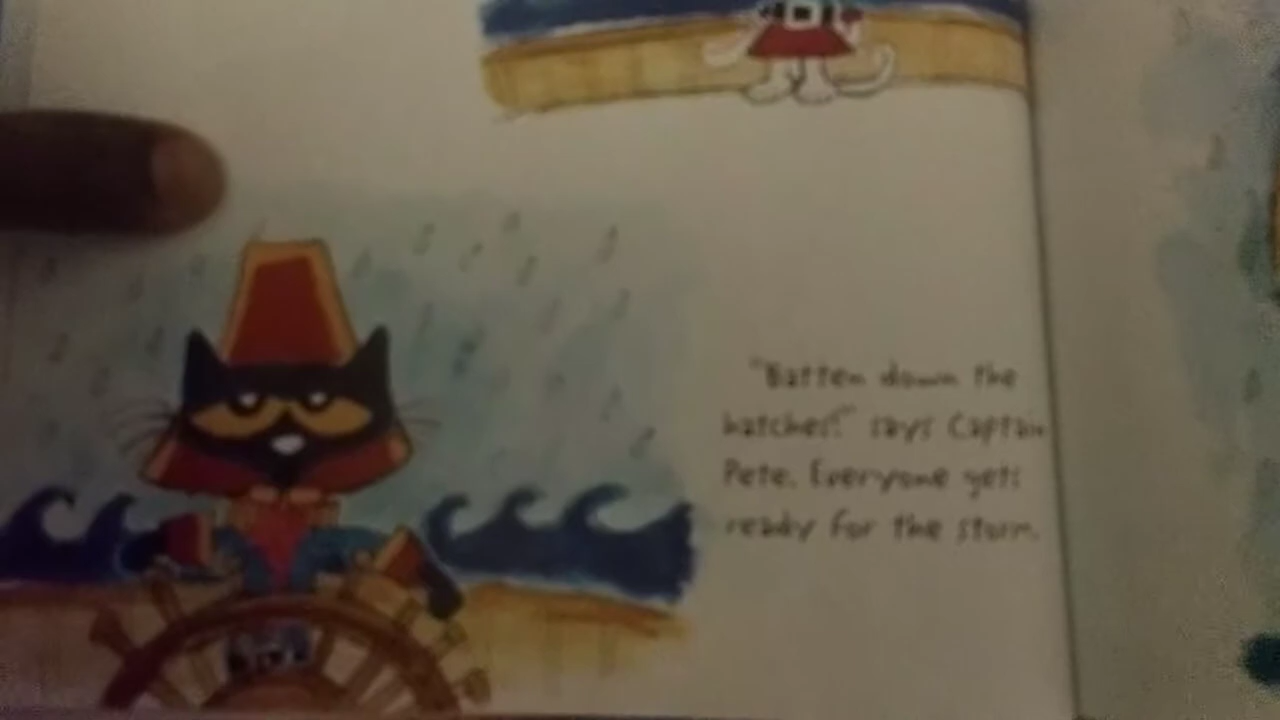 "Batten down the
hatches!" says Captain
Pete. Everyone gets
ready for the storm.